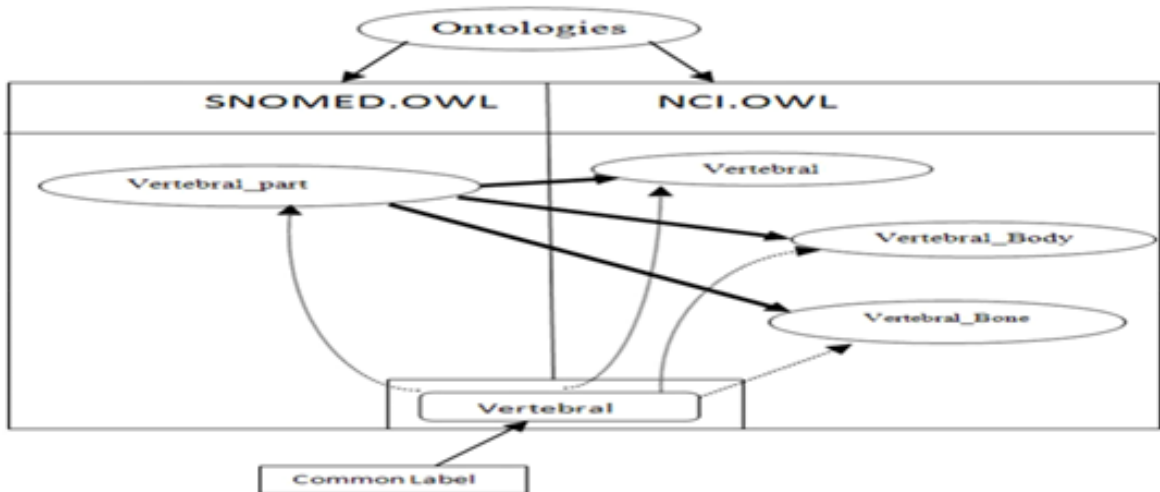 Ontologies
SNOMED.OWL
NCI.OWL
Vertebral_part
Vertebral
Vertebral_Body
Vertebral_Bone
Vertebral
Common Label